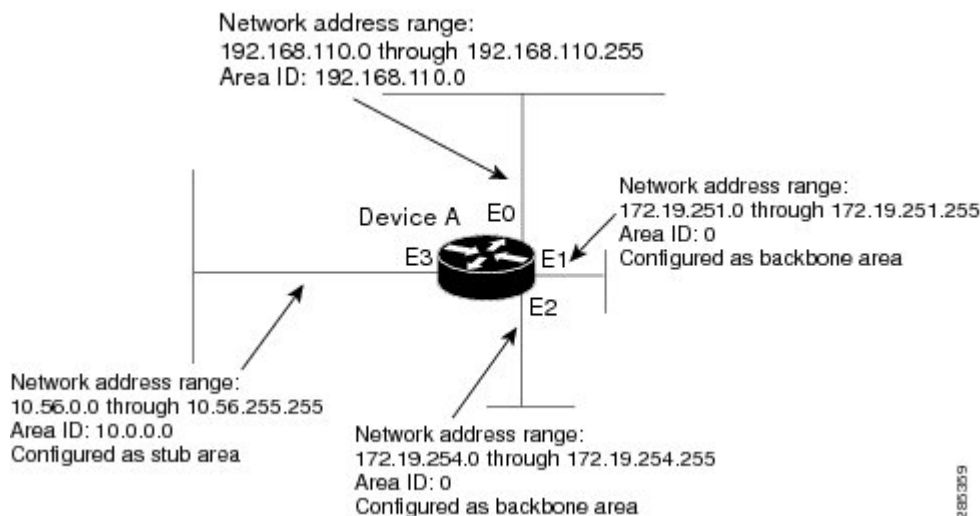 Network address range:
192.168.110.0 through 192.168.110.255
Area ID: 192.168.110.0
Network address range:
172.19.251.0 through 172.19.251.255
Area ID: 0
Configured as backbone area
Device A
E0
E3
E1
E2
Network address range:
10.56.0.0 through 10.56.255.255
Area ID: 10.0.0.0
Configured as stub area
Network address range:
172.19.254.0 through 172.19.254.255
Area ID: 0
Configured as backbone area
285359